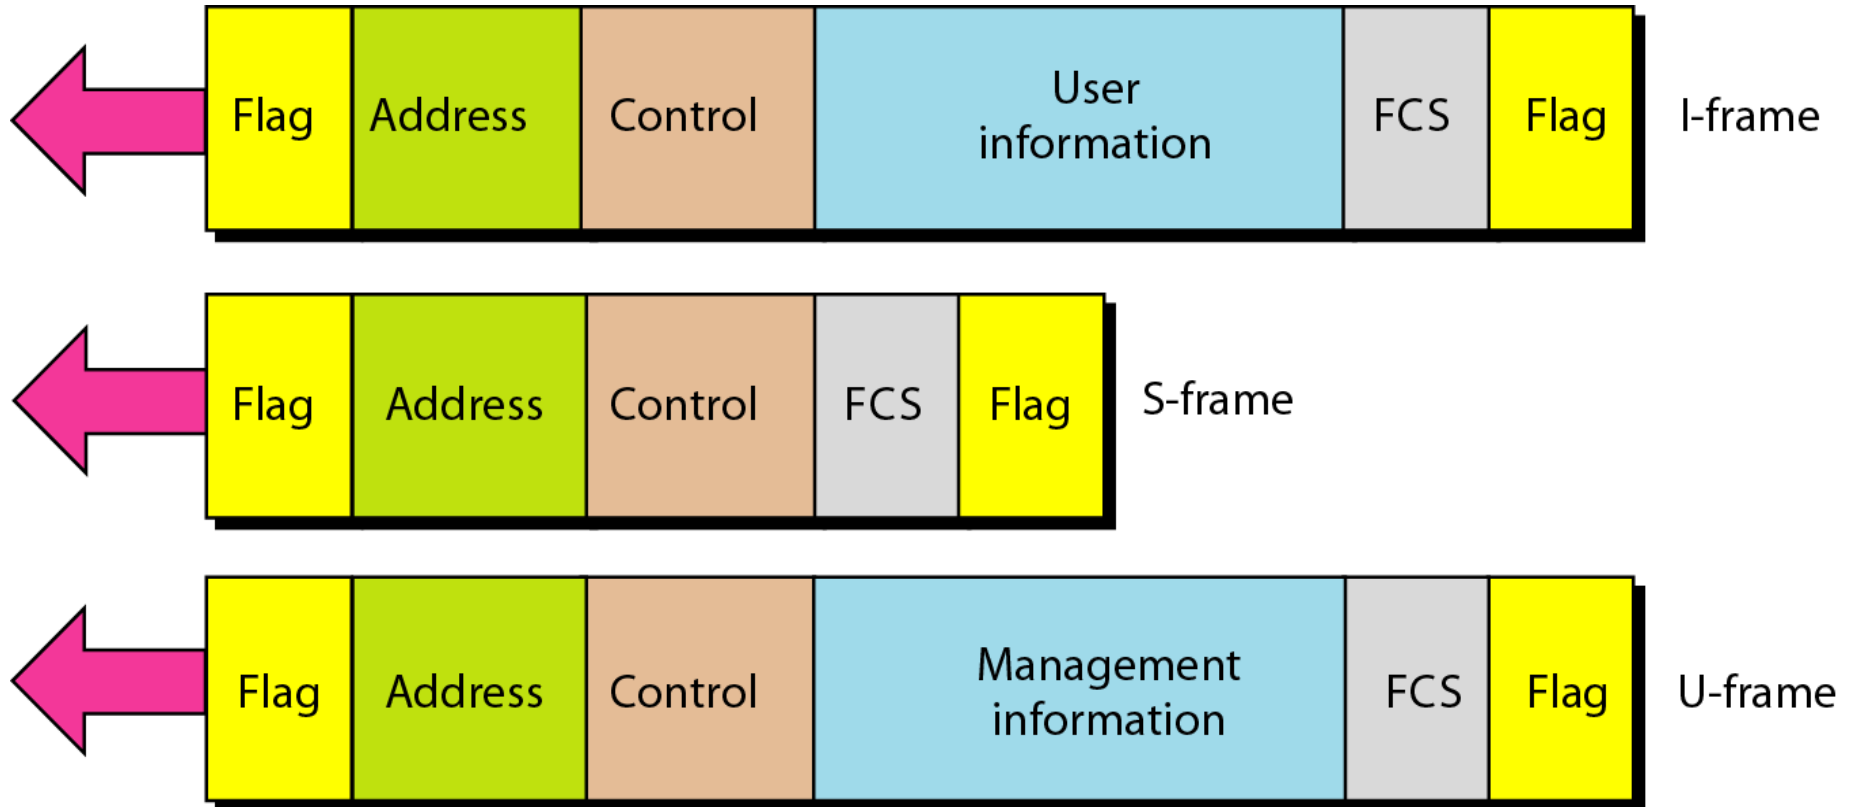 Flag Address Control User information FCS Flag I-frame
Flag Address Control FCS Flag S-frame
Flag Address Control Management information FCS Flag U-frame